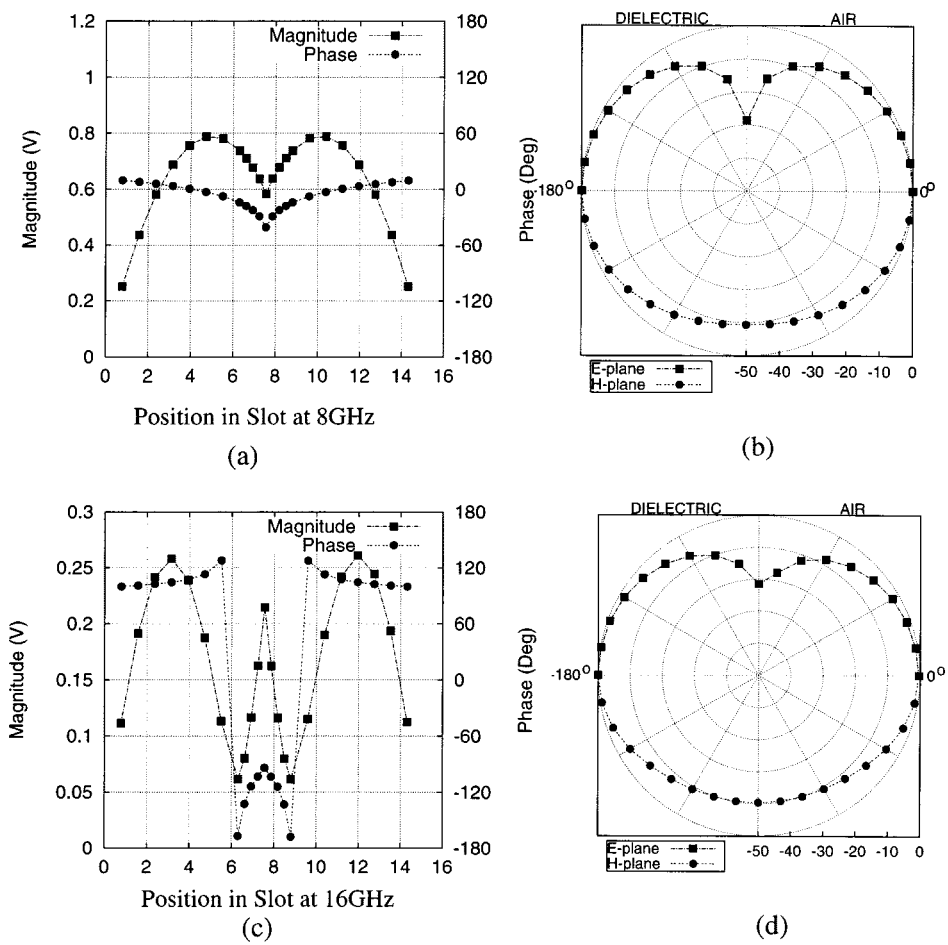 Magnitude
Phase
Magnitude (V)
1.2
1
0.8
0.6
0.4
0.2
0
180
120
60
0
-60
-120
-180
Phase (Deg)
0 2 4 6 8 10 12 14 16
Position in Slot at 8GHz
(a)
DIELECTRIC AIR
-180° 0°
E-plane
H-plane
-50 -40 -30 -20 -10 0
(b)
Magnitude
Phase
Magnitude (V)
0.3
0.25
0.2
0.15
0.1
0.05
0
180
120
60
0
-60
-120
-180
Phase (Deg)
0 2 4 6 8 10 12 14 16
Position in Slot at 16GHz
(c)
DIELECTRIC AIR
-180° 0°
E-plane
H-plane
-50 -40 -30 -20 -10 0
(d)